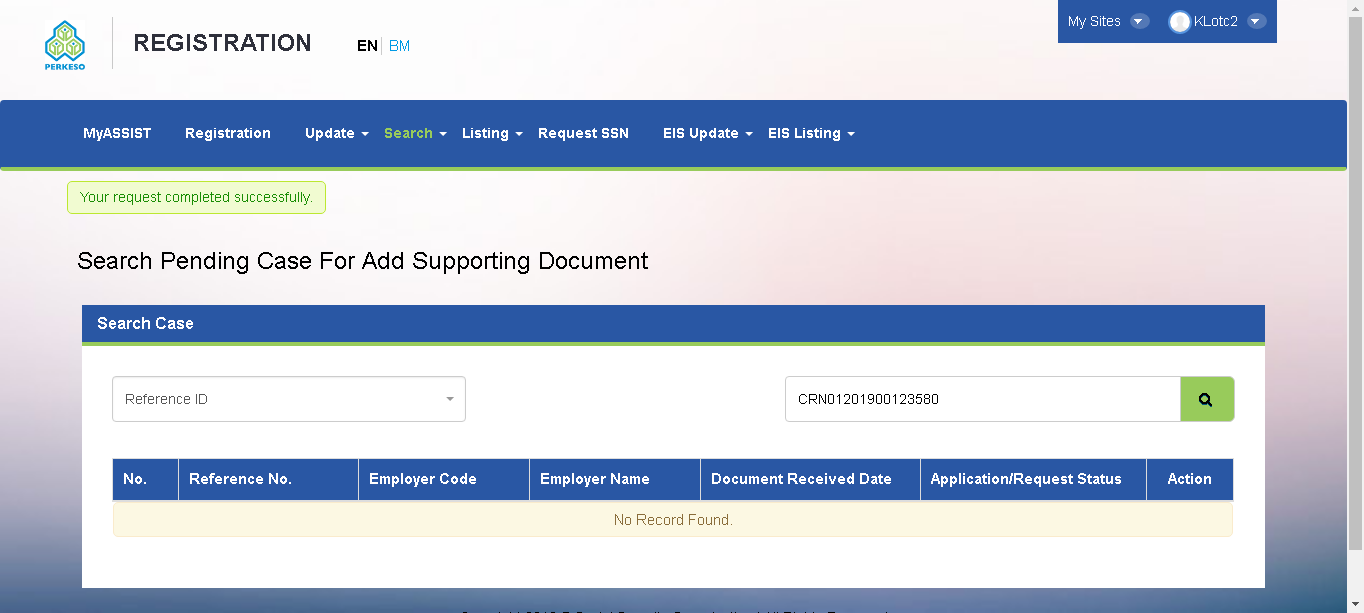 PERKESO
REGISTRATION
EN BM
My Sites KLotc2
MyASSIST Registration Update Search Listing Request SSN EIS Update EIS Listing
Your request completed successfully.
Search Pending Case For Add Supporting Document
Search Case
Reference ID CRN01201900123580
No. Reference No. Employer Code Employer Name Document Received Date Application/Request Status Action
No Record Found.